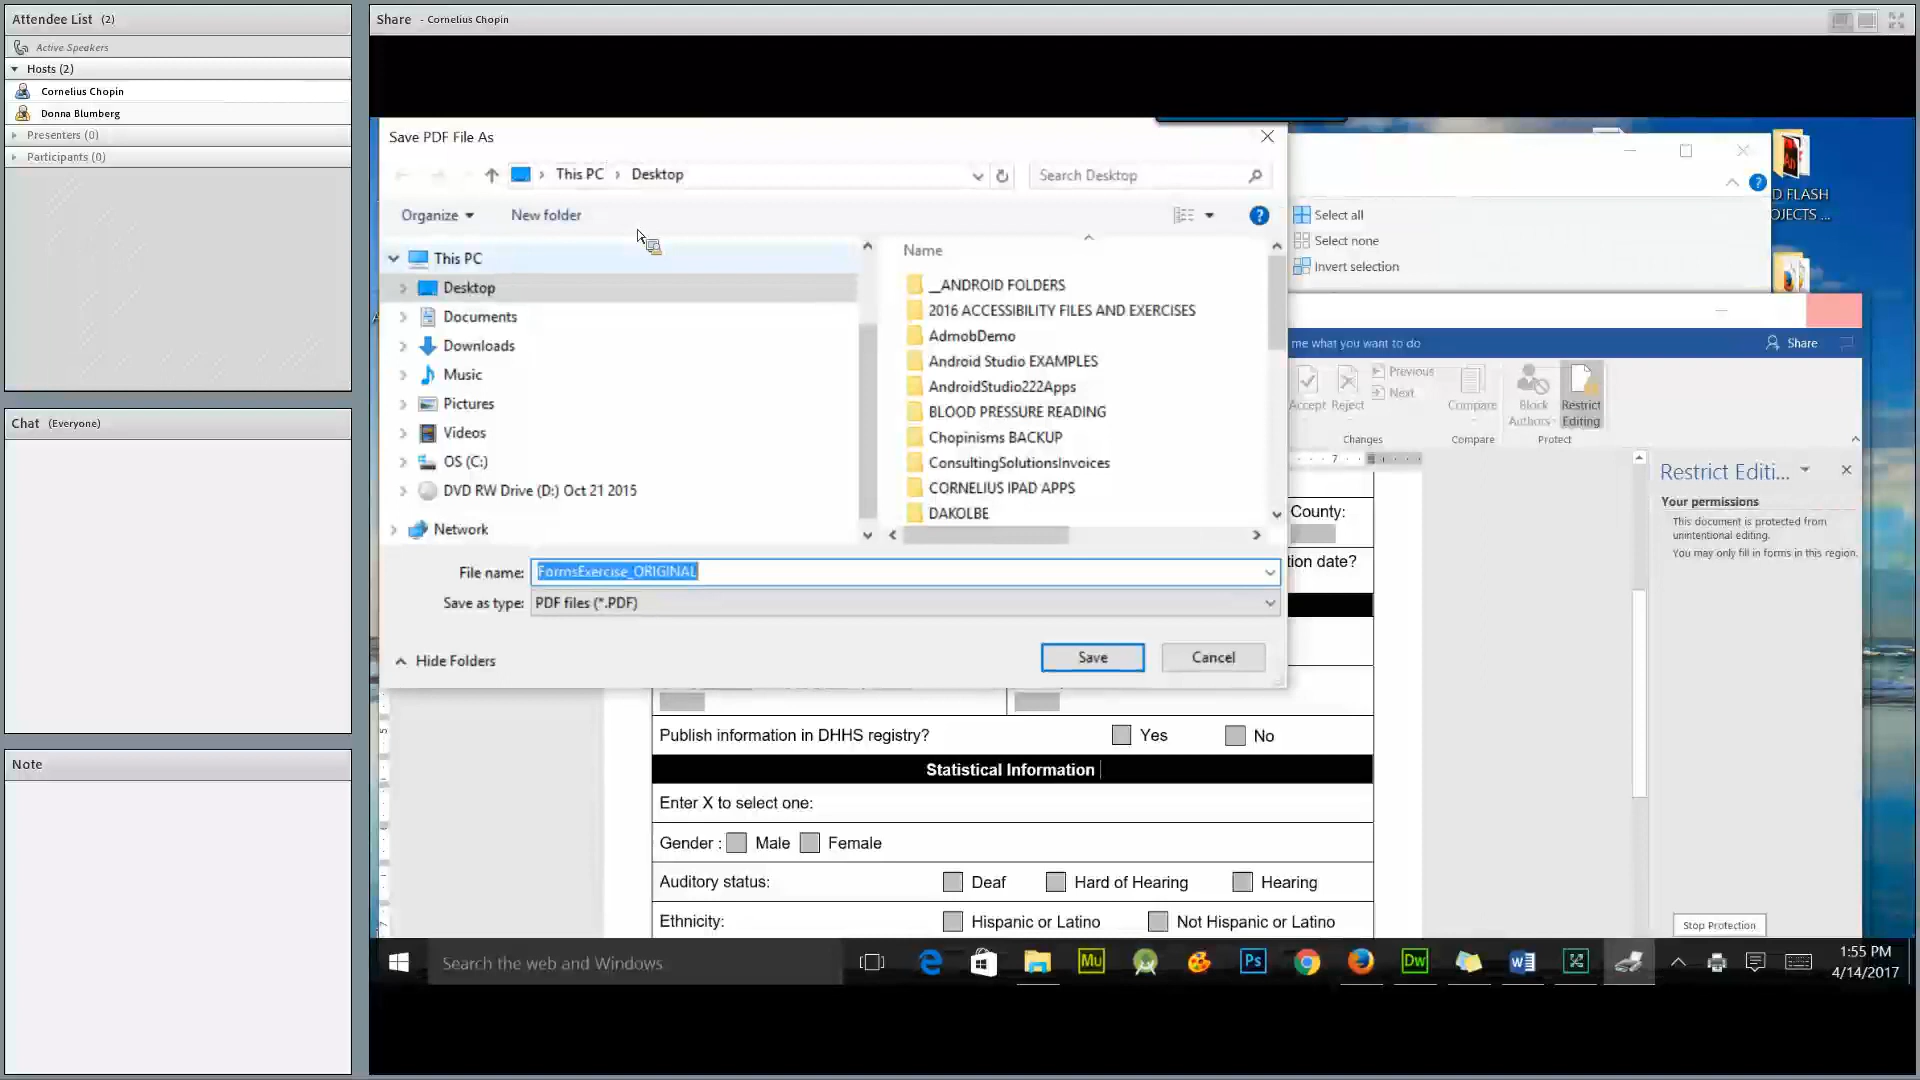 Attendee List (2)
Active Speakers
Hosts (2)
Cornelius Chopin
Donna Blumberg
Presenters (0)
Participants (0)
Chat (Everyone)
Note
Share - Cornelius Chopin
Save PDF File As
This PC > Desktop
Search Desktop
Organize
New folder
This PC
Desktop
Documents
Downloads
Music
Pictures
Videos
OS (C:)
DVD RW Drive (D:) Oct 21 2015
Network
Name
__ANDROID FOLDERS
2016 ACCESSIBILITY FILES AND EXERCISES
AdmobDemo
Android Studio EXAMPLES
AndroidStudio222Apps
BLOOD PRESSURE READING
Chopinisms BACKUP
ConsultingSolutionsInvoices
CORNELIUS IPAD APPS
DAKOLBE
File name: FormsExercise_ORIGINAL
Save as type: PDF files (*.PDF)
Hide Folders
Save
Cancel
Select all
Select none
Invert selection
D FLASH
OJECTS ...
me what you want to do
Share
Accept
Reject
Previous
Next
Changes
Compare
Compare
Block
Authors
Restrict
Editing
Protect
7
County:
tion date?
Restrict Editi...
Your permissions
This document is protected from
unintentional editing.
You may only fill in forms in this region.
Stop Protection
Publish information in DHHS registry? Yes No
Statistical Information
Enter X to select one:
Gender : Male Female
Auditory status: Deaf Hard of Hearing Hearing
Ethnicity: Hispanic or Latino Not Hispanic or Latino
Search the web and Windows
Mu
Ps
Dw
1:55 PM
4/14/2017